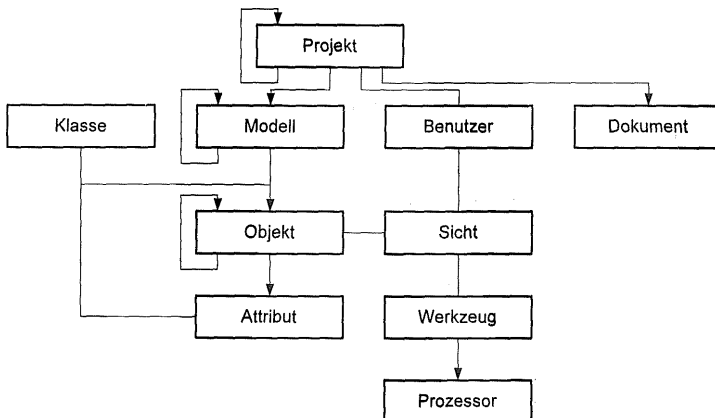 Projekt
Klasse
Modell
Benutzer
Dokument
Objekt
Sicht
Attribut
Werkzeug
Prozessor